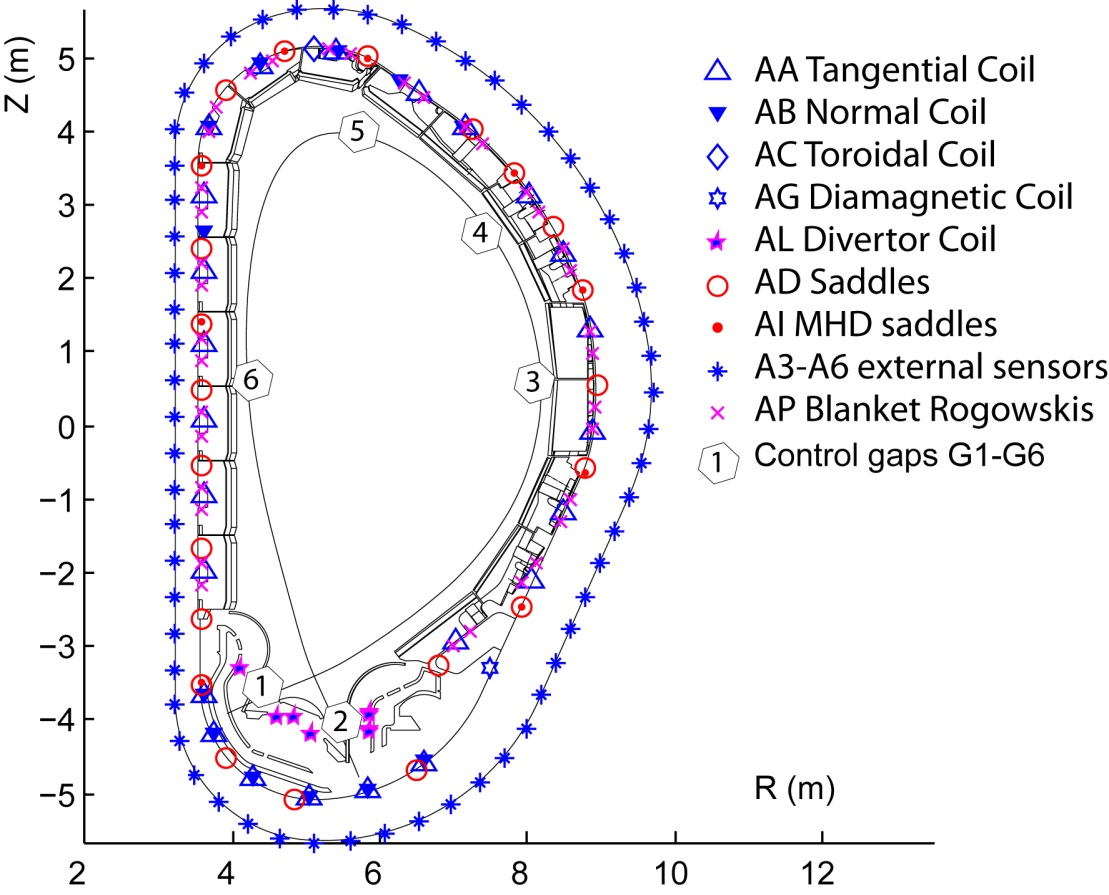 Z (m)
5
4
3
2
1
0
−1
−2
−3
−4
−5
2
4
6
8
10
12
R (m)
5
4
3
6
1
2
AA Tangential Coil
AB Normal Coil
AC Toroidal Coil
AG Diamagnetic Coil
AL Divertor Coil
AD Saddles
AI MHD saddles
A3-A6 external sensors
AP Blanket Rogowskis
1 Control gaps G1-G6